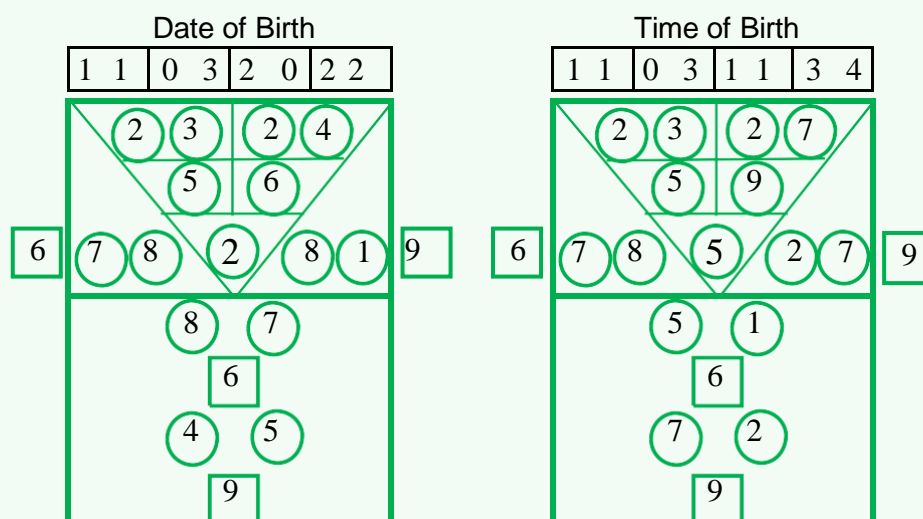 Date of Birth Time of Birth
1 1 0 3 2 0 2 2 1 1 0 3 1 1 3 4
2 3 2 4 2 3 2 7
5 6 5 9
6 7 8 2 8 1 9 6 7 8 5 2 7 9
8 7 5 1
6 6
4 5 7 2
9 9